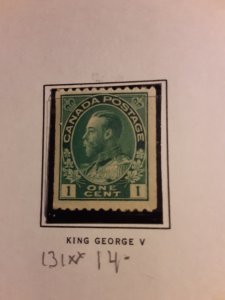 CANADA POSTAGE
1 ONE CENT 1
KING GEORGE V
131xx 14-